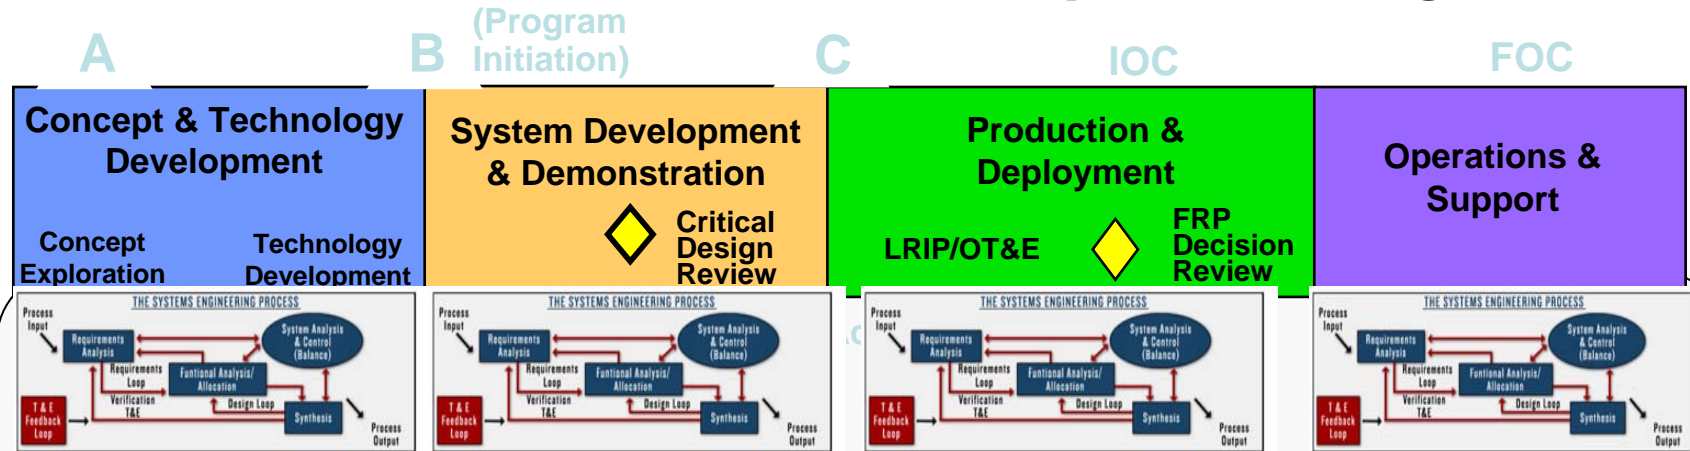 (Program
Initiation)
A
B
C
IOC
FOC
Concept & Technology
Development
Concept
Exploration
Technology
Development
System Development
& Demonstration
Critical
Design
Review
Production &
Deployment
LRIP/OT&E
FRP
Decision
Review
Operations &
Support
THE SYSTEMS ENGINEERING PROCESS
Process
Input
Requirements
Analysis
System Analysis
& Control
(Balance)
Requirements
Loop
Funtional Analysis/
Allocation
Verification
T&E
Design Loop
T & E
Feedback
Loop
Synthesis
Process
Output
THE SYSTEMS ENGINEERING PROCESS
Process
Input
Requirements
Analysis
System Analysis
& Control
(Balance)
Requirements
Loop
Funtional Analysis/
Allocation
Verification
T&E
Design Loop
T & E
Feedback
Loop
Synthesis
Process
Output
THE SYSTEMS ENGINEERING PROCESS
Process
Input
Requirements
Analysis
System Analysis
& Control
(Balance)
Requirements
Loop
Funtional Analysis/
Allocation
Verification
T&E
Design Loop
T & E
Feedback
Loop
Synthesis
Process
Output
THE SYSTEMS ENGINEERING PROCESS
Process
Input
Requirements
Analysis
System Analysis
& Control
(Balance)
Requirements
Loop
Funtional Analysis/
Allocation
Verification
T&E
Design Loop
T & E
Feedback
Loop
Synthesis
Process
Output